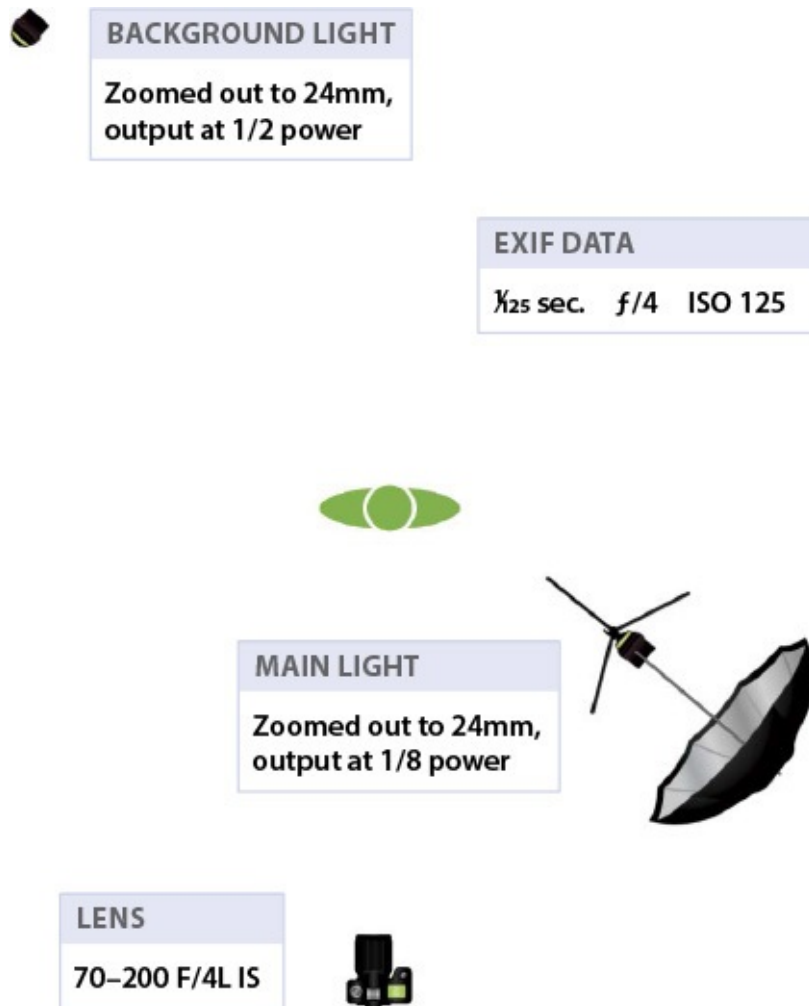 BACKGROUND LIGHT
Zoomed out to 24mm,
output at 1/2 power
EXIF DATA
1/125 sec. ƒ/4 ISO 125
MAIN LIGHT
Zoomed out to 24mm,
output at 1/8 power
LENS
70–200 F/4L IS